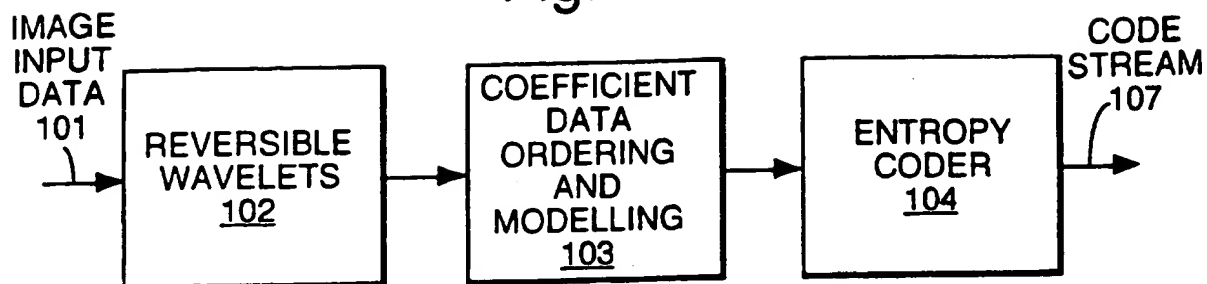 IMAGE
INPUT
DATA
101
REVERSIBLE
WAVELETS
102
COEFFICIENT
DATA
ORDERING
AND
MODELLING
103
ENTROPY
CODER
104
CODE
STREAM
107